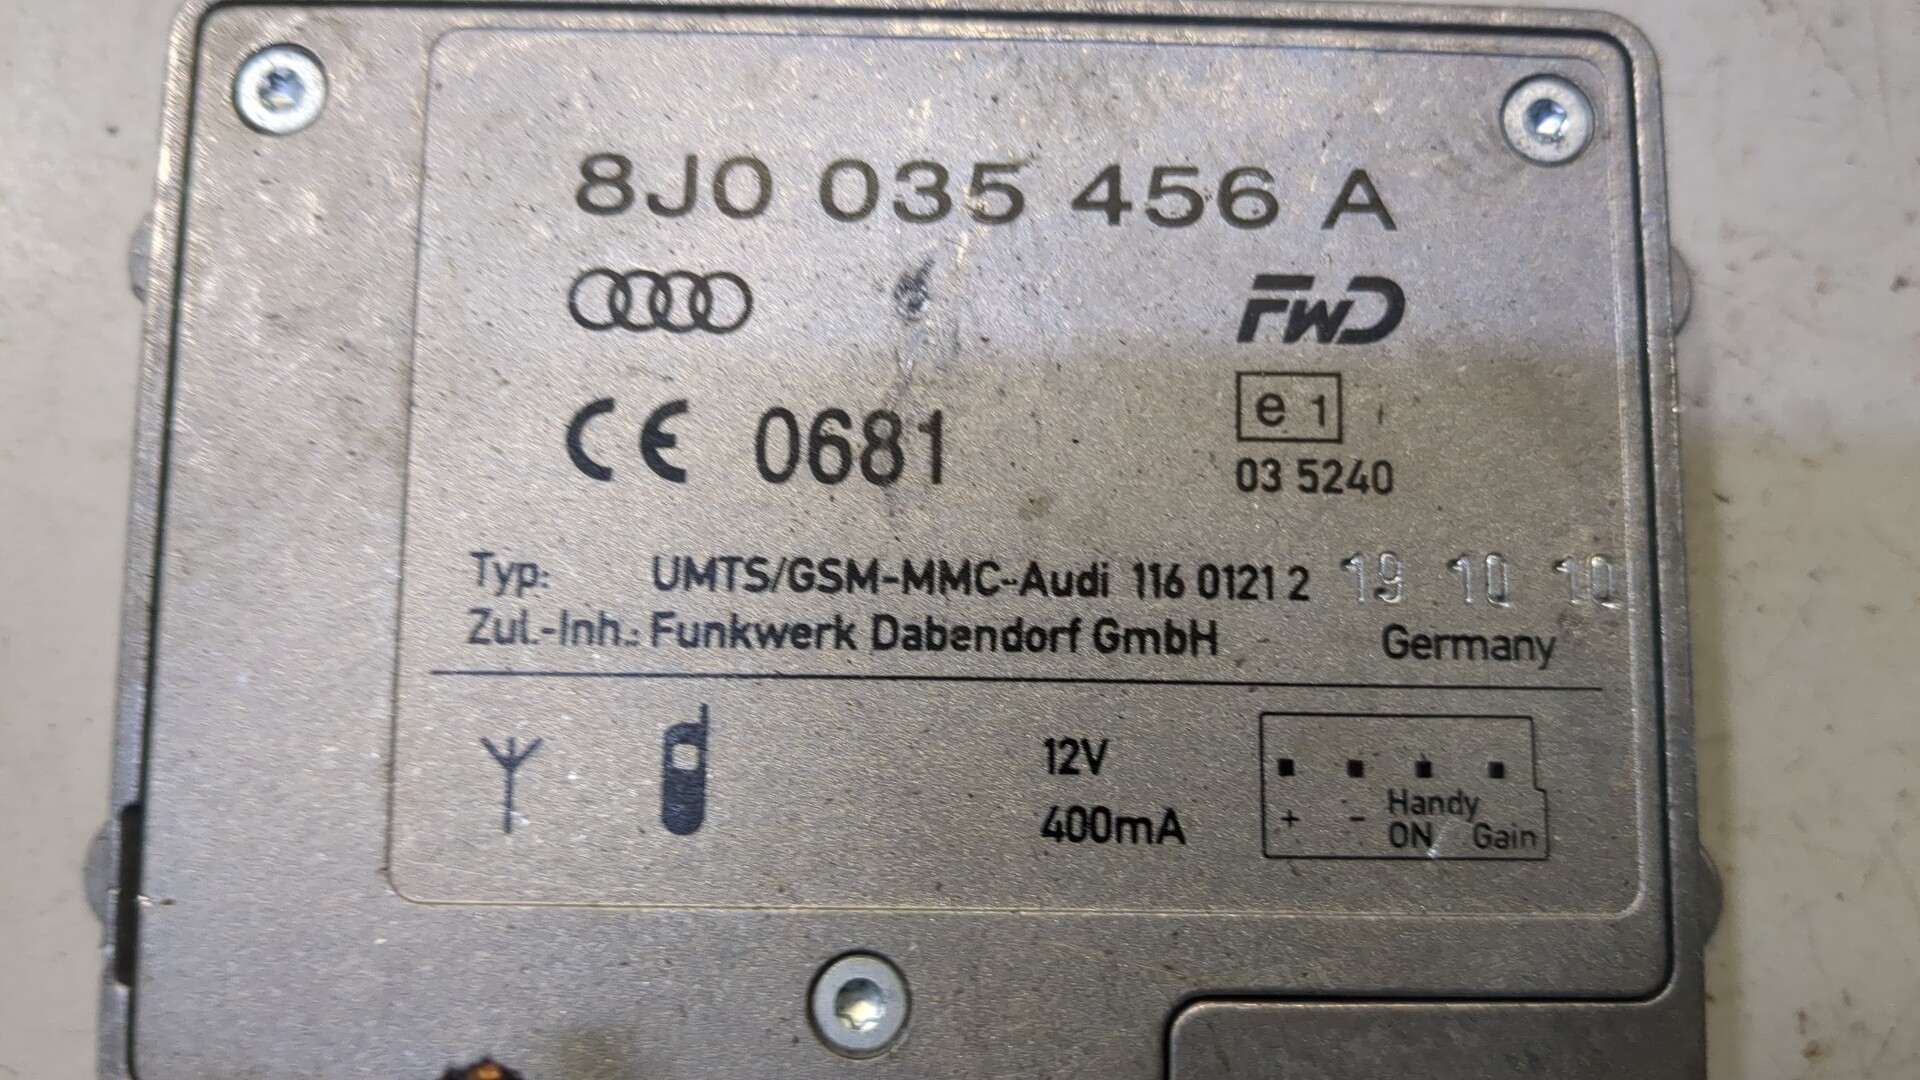 8J0 035 456 A
FWD
CE 0681
e 1
03 5240
Typ: UMTS/GSM-MMC-Audi 116 0121 2 19 10 10
Zul.-Inh.: Funkwerk Dabendorf GmbH Germany
12V
400mA
+ - Handy ON Gain